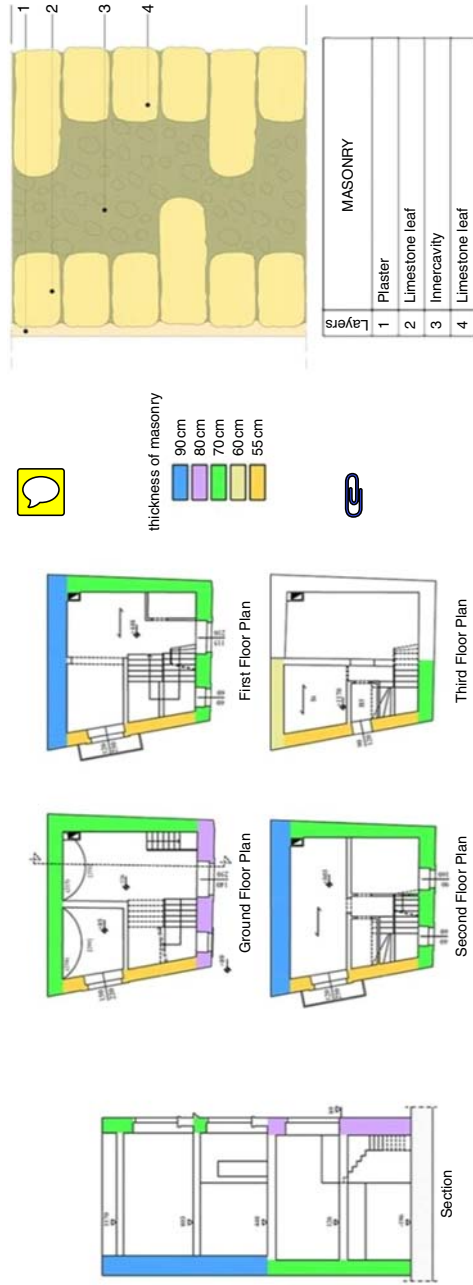 Section
Ground Floor Plan
First Floor Plan
Second Floor Plan
Third Floor Plan
thickness of masonry
90 cm
80 cm
70 cm
60 cm
55 cm
1
2
3
4
Layers MASONRY
1 Plaster
2 Limestone leaf
3 Innercavity
4 Limestone leaf